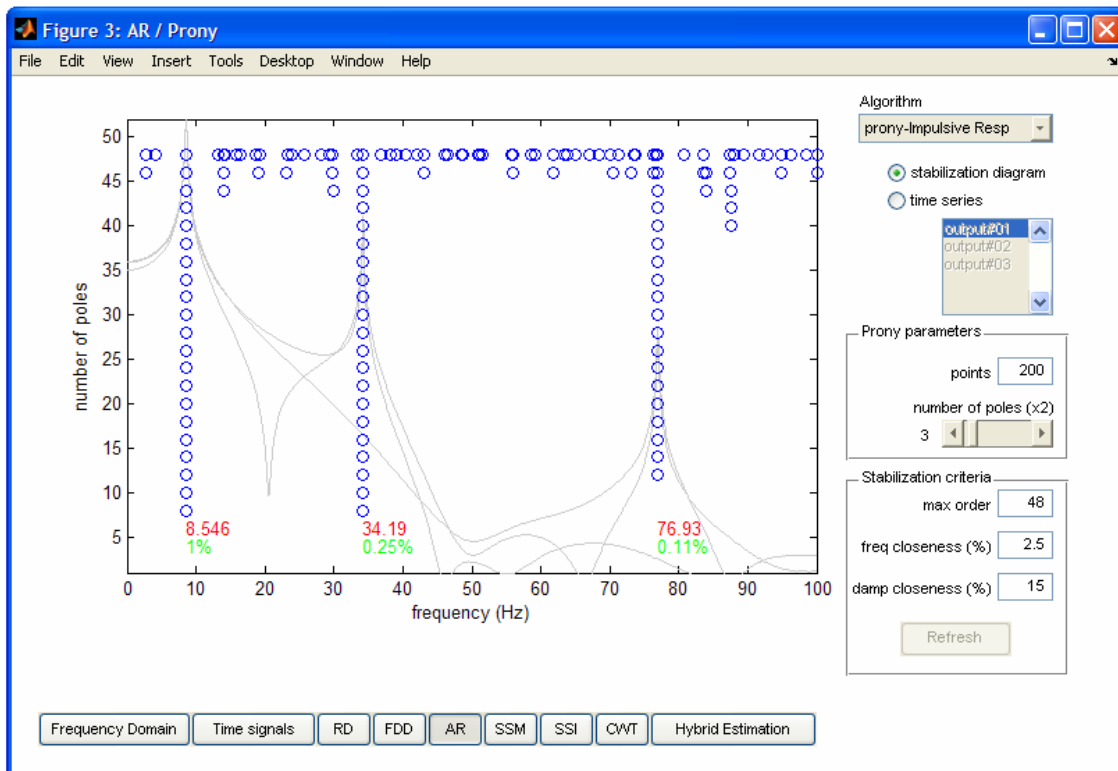 Figure 3: AR / Prony
File Edit View Insert Tools Desktop Window Help
number of poles
50
45
40
35
30
25
20
15
10
5
8.546
1%
34.19
0.25%
76.93
0.11%
0 10 20 30 40 50 60 70 80 90 100
frequency (Hz)
Algorithm
prony-Impulsive Resp
stabilization diagram
time series
output#01
output#02
output#03
Prony parameters
points 200
number of poles (x2)
3
Stabilization criteria
max order 48
freq closeness (%) 2.5
damp closeness (%) 15
Refresh
Frequency Domain Time signals RD FDD AR SSM SSI CWT Hybrid Estimation